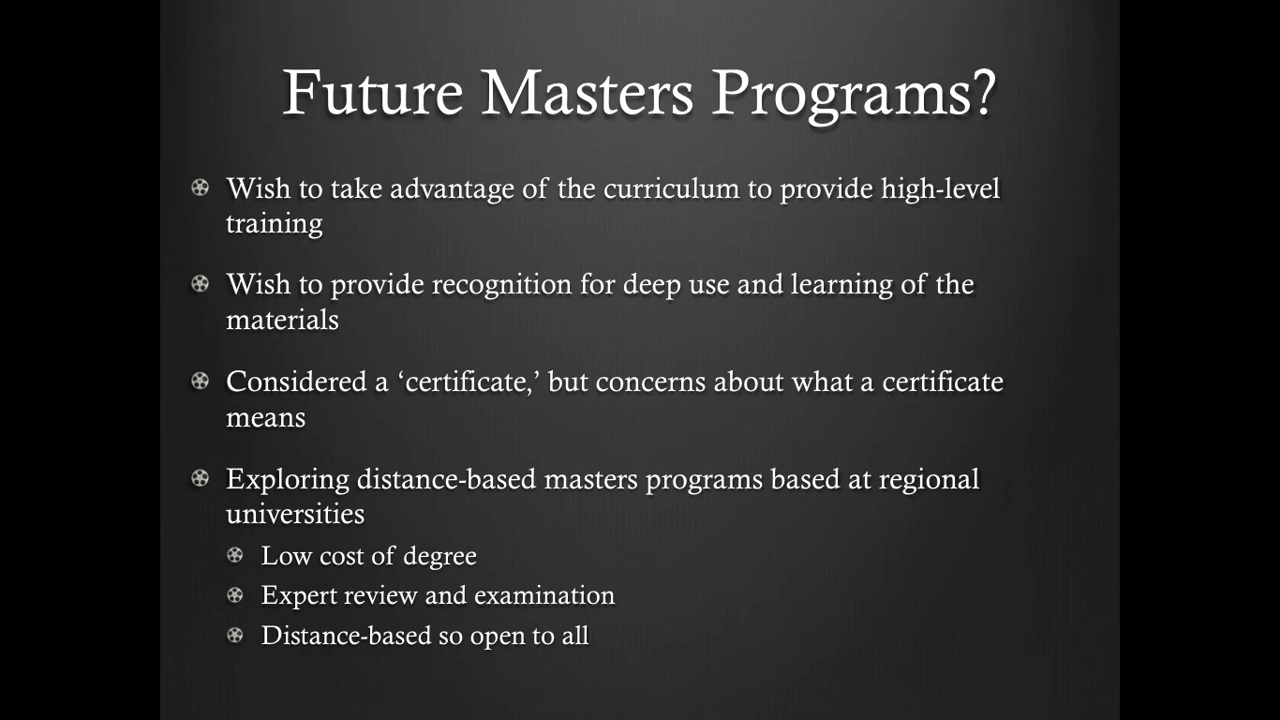 Future Masters Programs?
Wish to take advantage of the curriculum to provide high-level
training
Wish to provide recognition for deep use and learning of the
materials
Considered a ‘certificate,’ but concerns about what a certificate
means
Exploring distance-based masters programs based at regional
universities
Low cost of degree
Expert review and examination
Distance-based so open to all